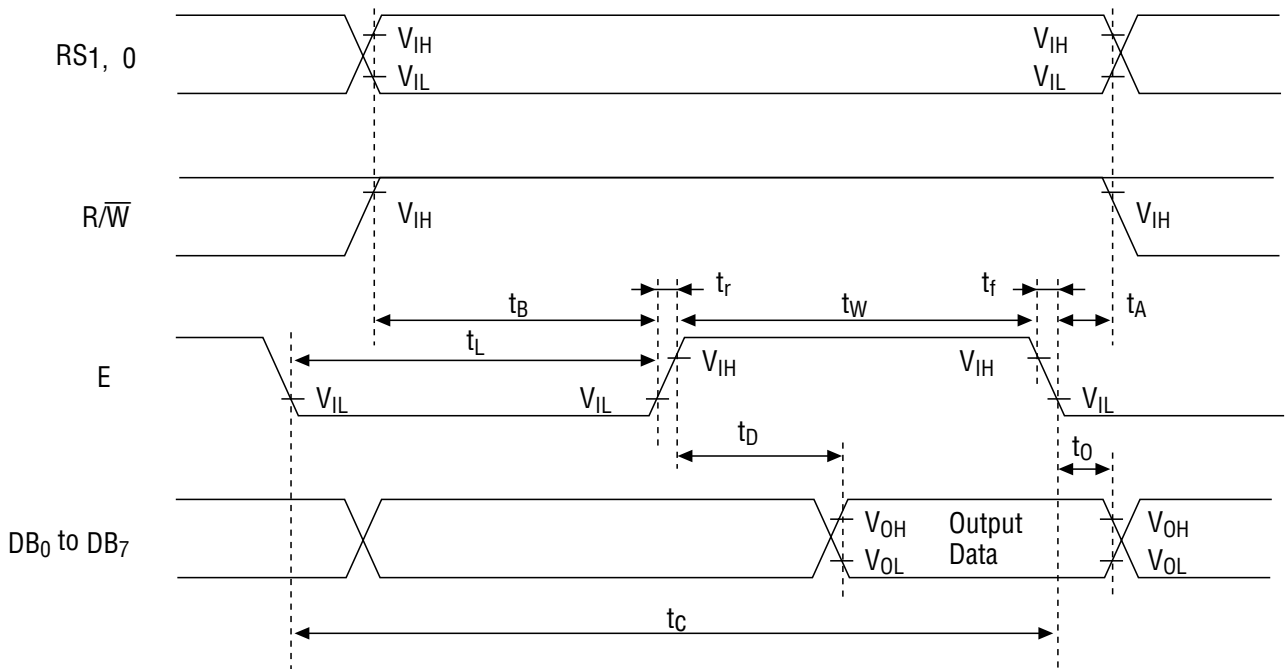 RS1, 0
VIH
VIL
VIH
VIL
R/W̅
VIH
VIH
tr
tf
tB
tW
tA
tL
E
VIH
VIH
VIL
VIL
VIL
tD
tO
DB0 to DB7
VOH
VOL
Output
Data
VOH
VOL
tC